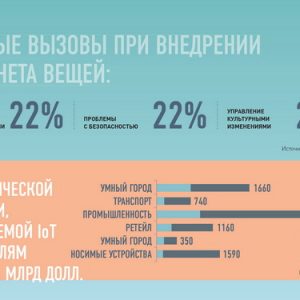 ЫЕ ВЫЗОВЫ ПРИ ВНЕДРЕНИИ
НЕТА ВЕЩЕЙ:
22%
ПРОБЛЕМЫ
С БЕЗОПАСНОСТЬЮ
22%
УПРАВЛЕНИЕ
КУЛЬТУРНЫМИ
ИЗМЕНЕНИЯМИ
2
Источни
ИЧЕСКОЙ
И,
ЕМОЙ IoT
ЛЯМ
МЛРД ДОЛЛ.
УМНЫЙ ГОРОД 1660
ТРАНСПОРТ 740
ПРОМЫШЛЕННОСТЬ
РЕТЕЙЛ 1160
УМНЫЙ ГОРОД 350
НОСИМЫЕ УСТРОЙСТВА 1590